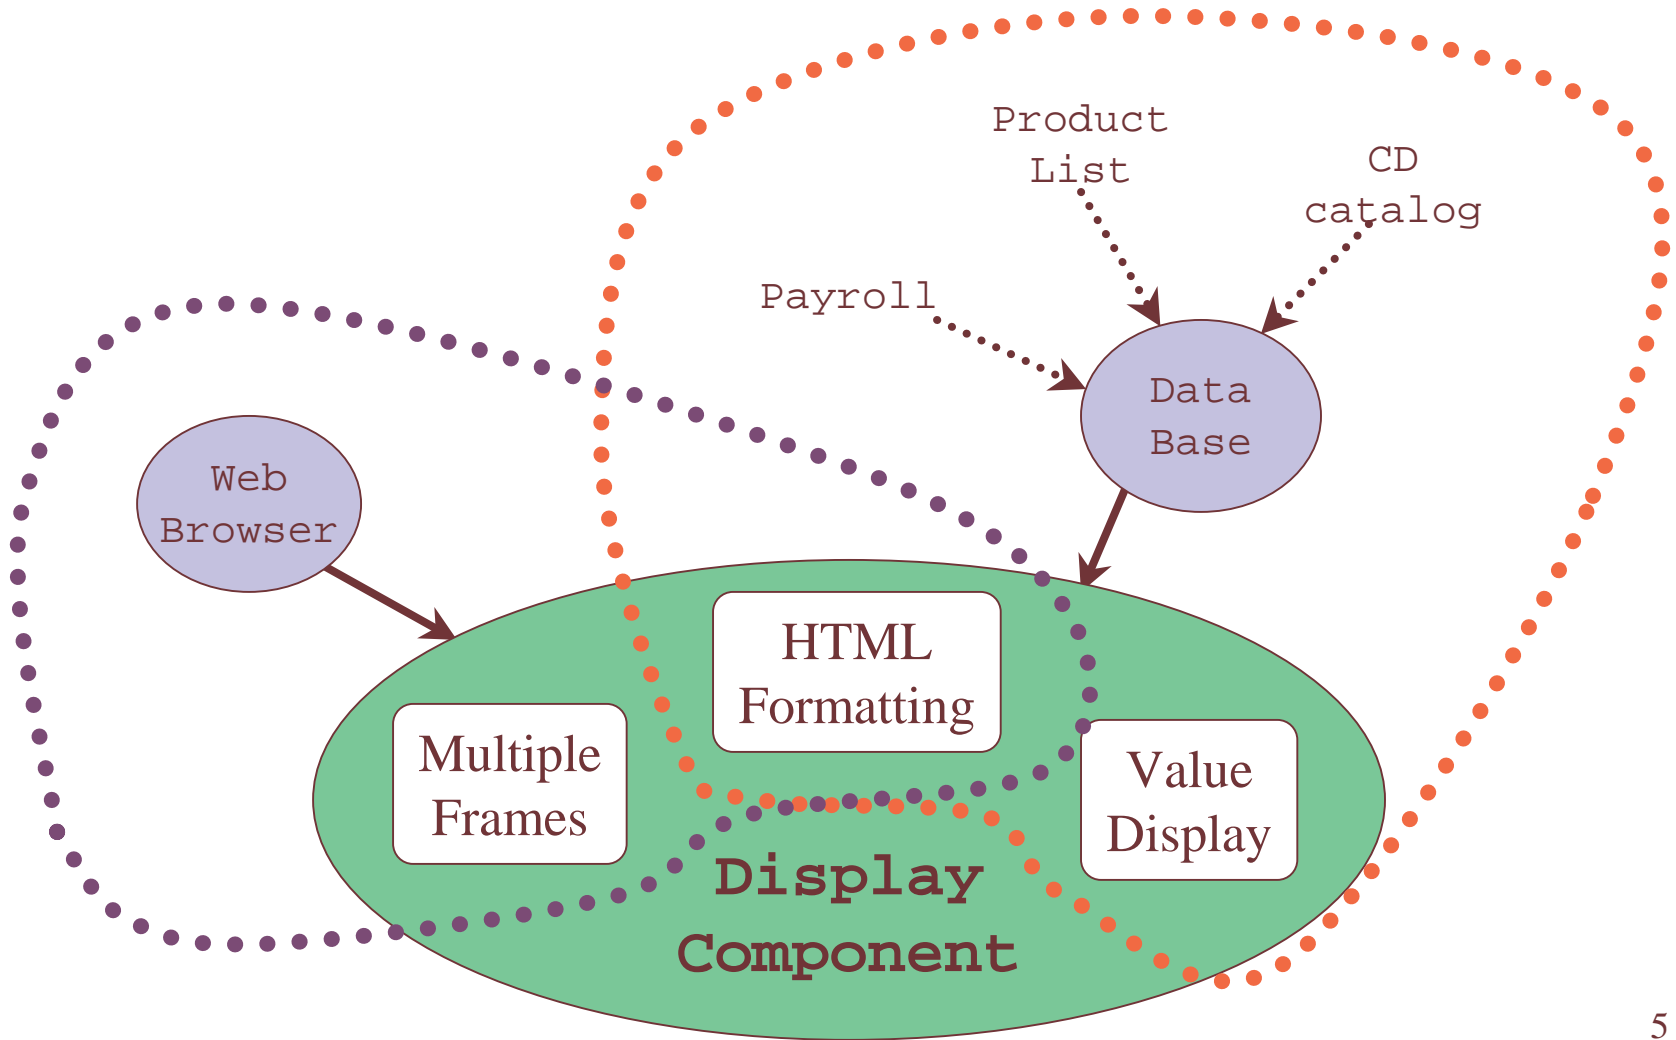 Product
List
CD
catalog
Payroll
Data
Base
Web
Browser
HTML
Formatting
Multiple
Frames
Value
Display
Display
Component
5